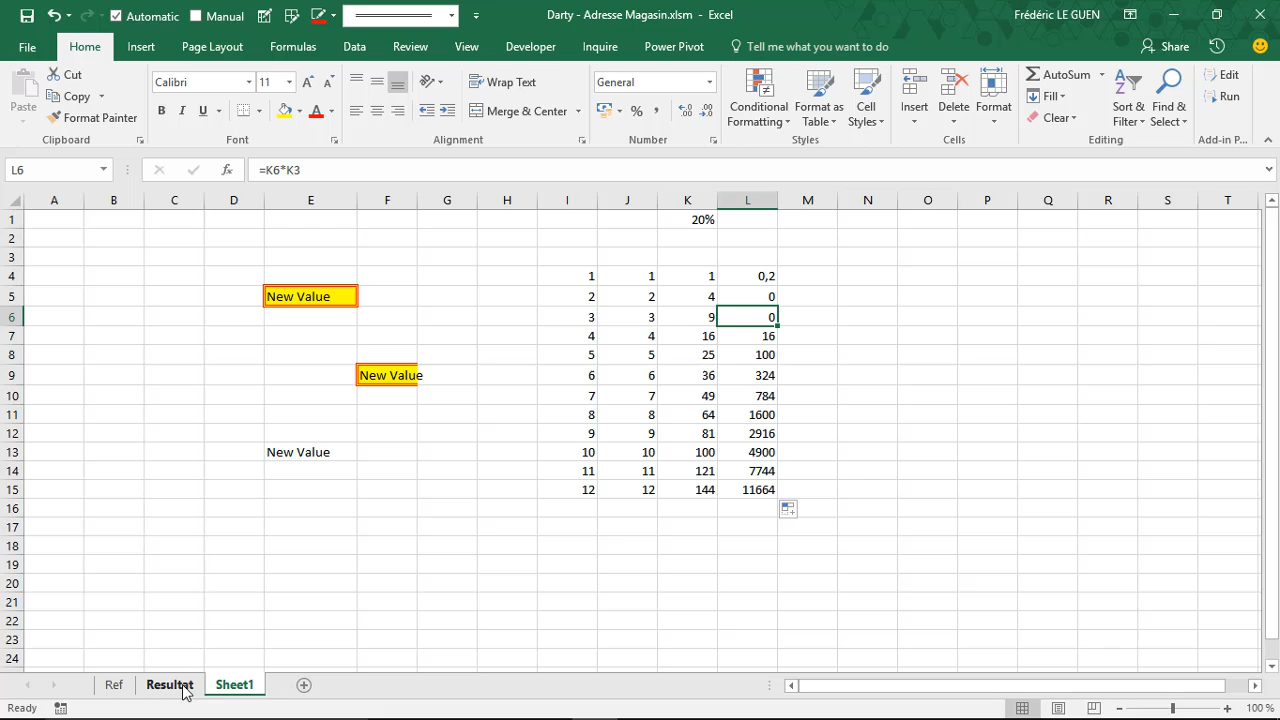 Automatic Manual Darty - Adresse Magasin.xlsm - Excel Frédéric LE GUEN
File Home Insert Page Layout Formulas Data Review View Developer Inquire Power Pivot Tell me what you want to do Share
Paste Cut Copy Format Painter
Clipboard
Calibri 11
B I U A
Font
Wrap Text
Merge & Center
Alignment
General
% ,
Number
Conditional Formatting Format as Table Cell Styles
Styles
Insert Delete Format
Cells
AutoSum Fill Clear
Sort & Filter Find & Select
Editing
Edit Run
Add-in P...
L6 fx =K6*K3
A B C D E F G H I J K L M N O P Q R S T
1 20%
2
3
4 1 1 1 0,2
5 New Value 2 2 4 0
6 3 3 9 0
7 4 4 16 16
8 5 5 25 100
9 New Value 6 6 36 324
10 7 7 49 784
11 8 8 64 1600
12 9 9 81 2916
13 New Value 10 10 100 4900
14 11 11 121 7744
15 12 12 144 11664
16
17
18
19
20
21
22
23
24
Ref Resultat Sheet1
Ready 100 %